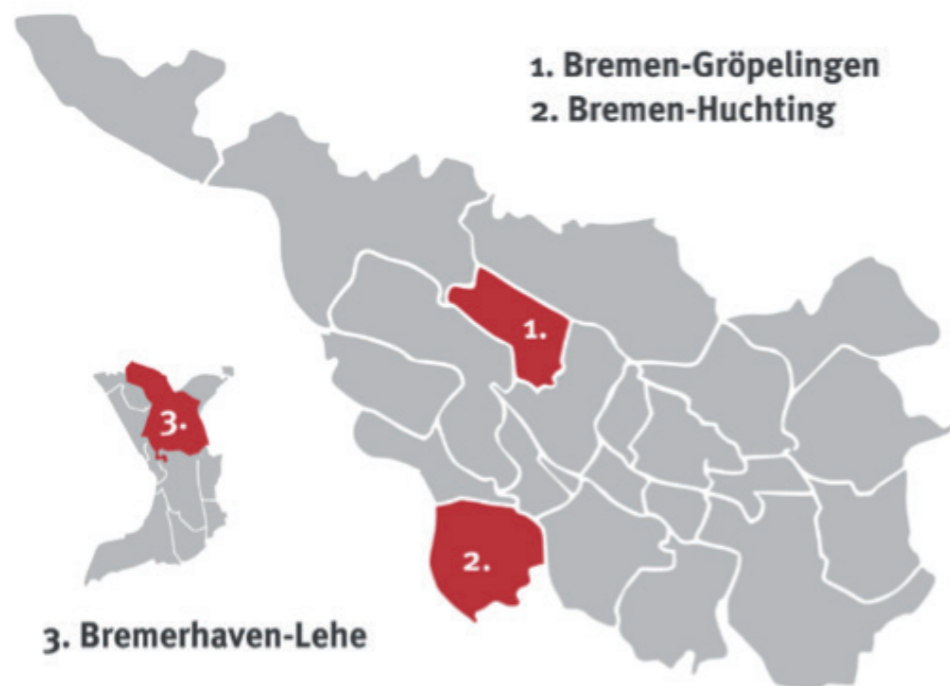 1. Bremen-Gröpelingen
2. Bremen-Huchting
1.
3.
2.
3. Bremerhaven-Lehe